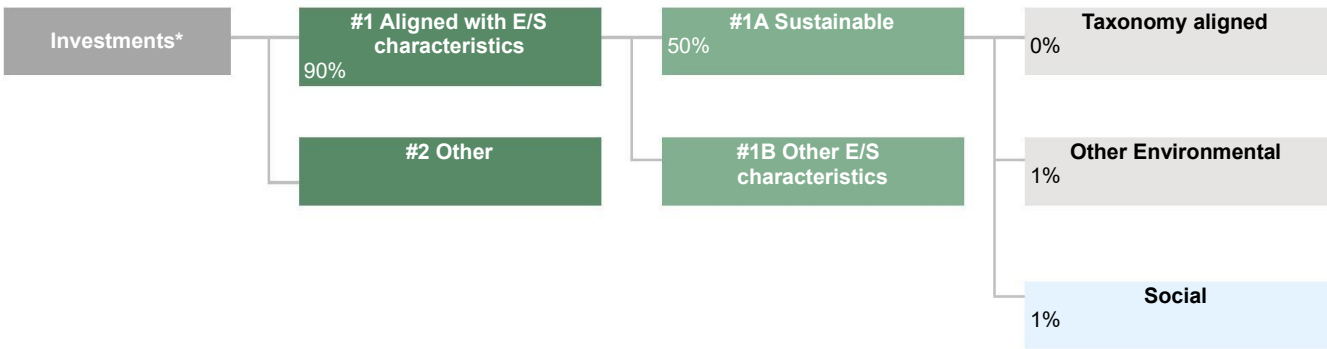 Investments*
#1 Aligned with E/S
characteristics
90%
#1A Sustainable
50%
Taxonomy aligned
0%
#2 Other
#1B Other E/S
characteristics
Other Environmental
1%
Social
1%